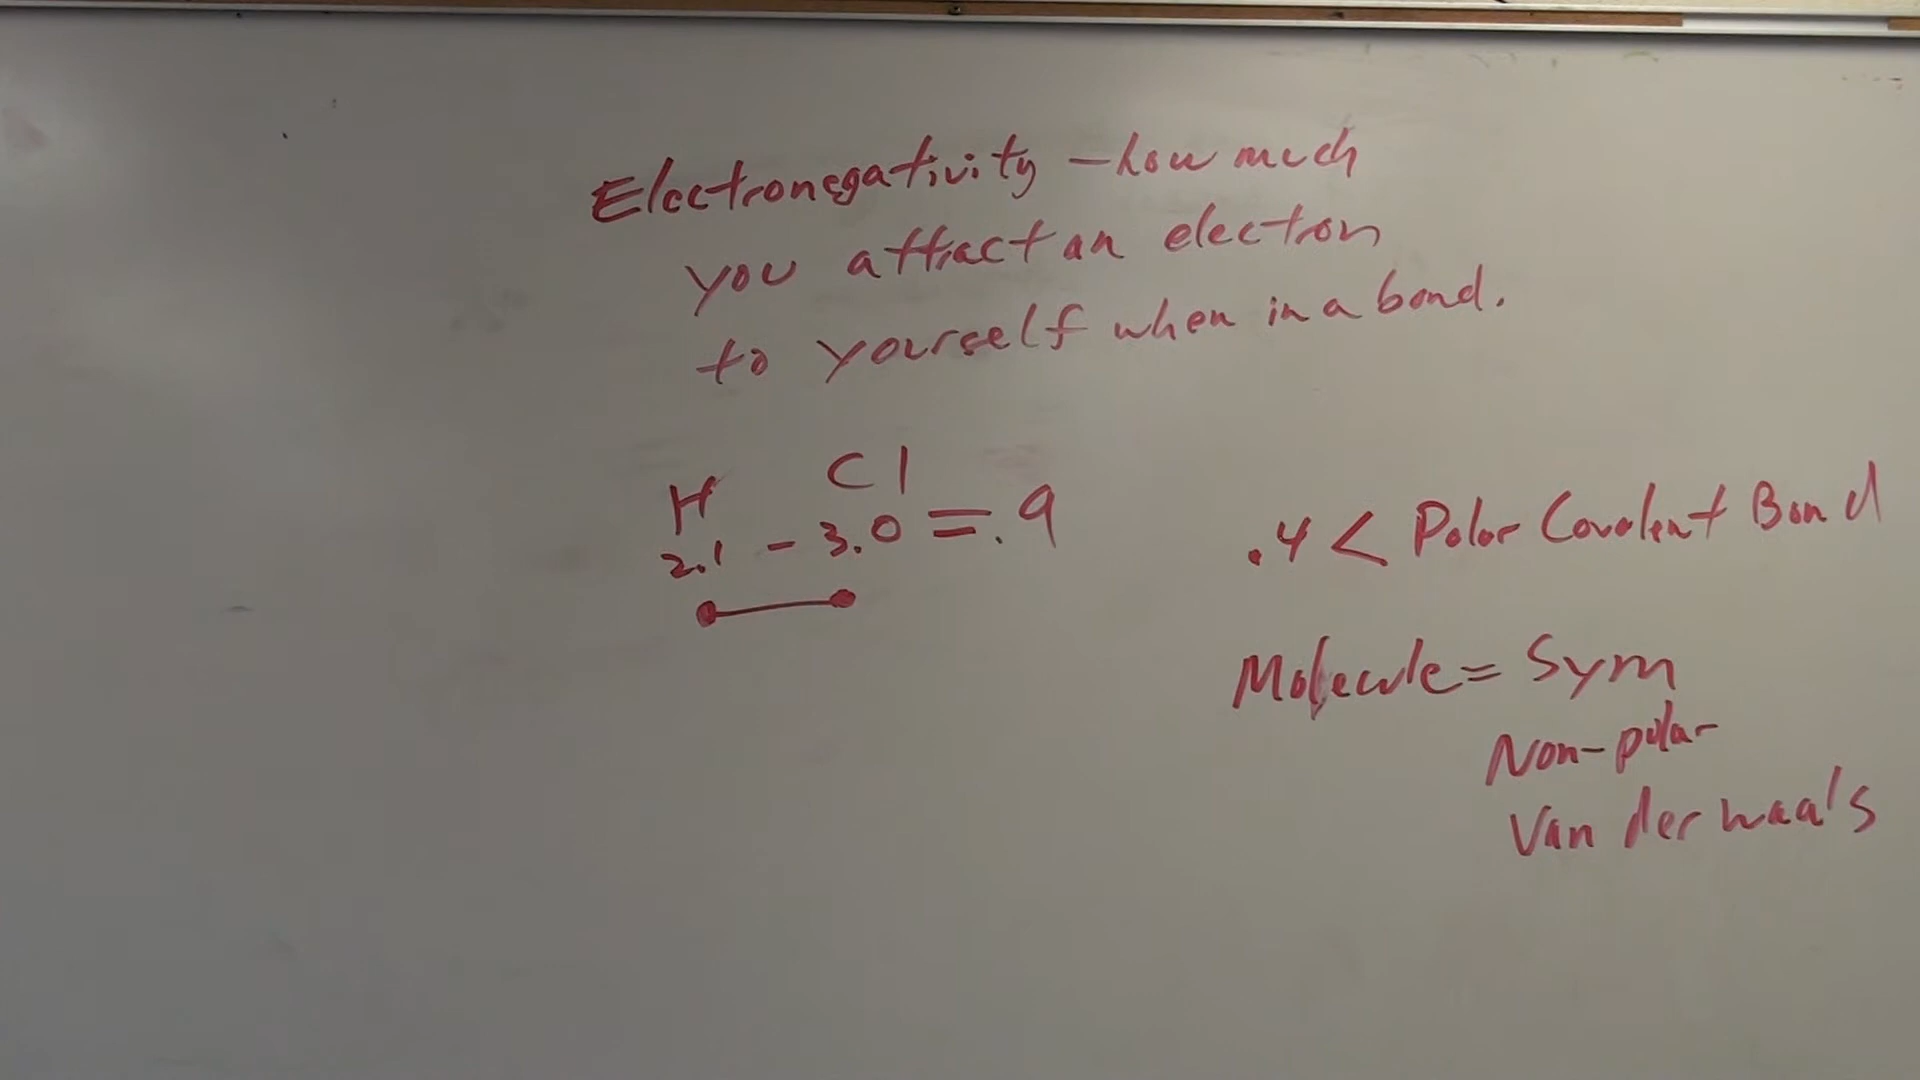 Electronegativity - how much
you attract an electron
to yourself when in a bond.
H Cl
2.1 - 3.0 = .9
.4 < Polar Covalent Bond
Molecule = Sym
Non-polar
Van der waals